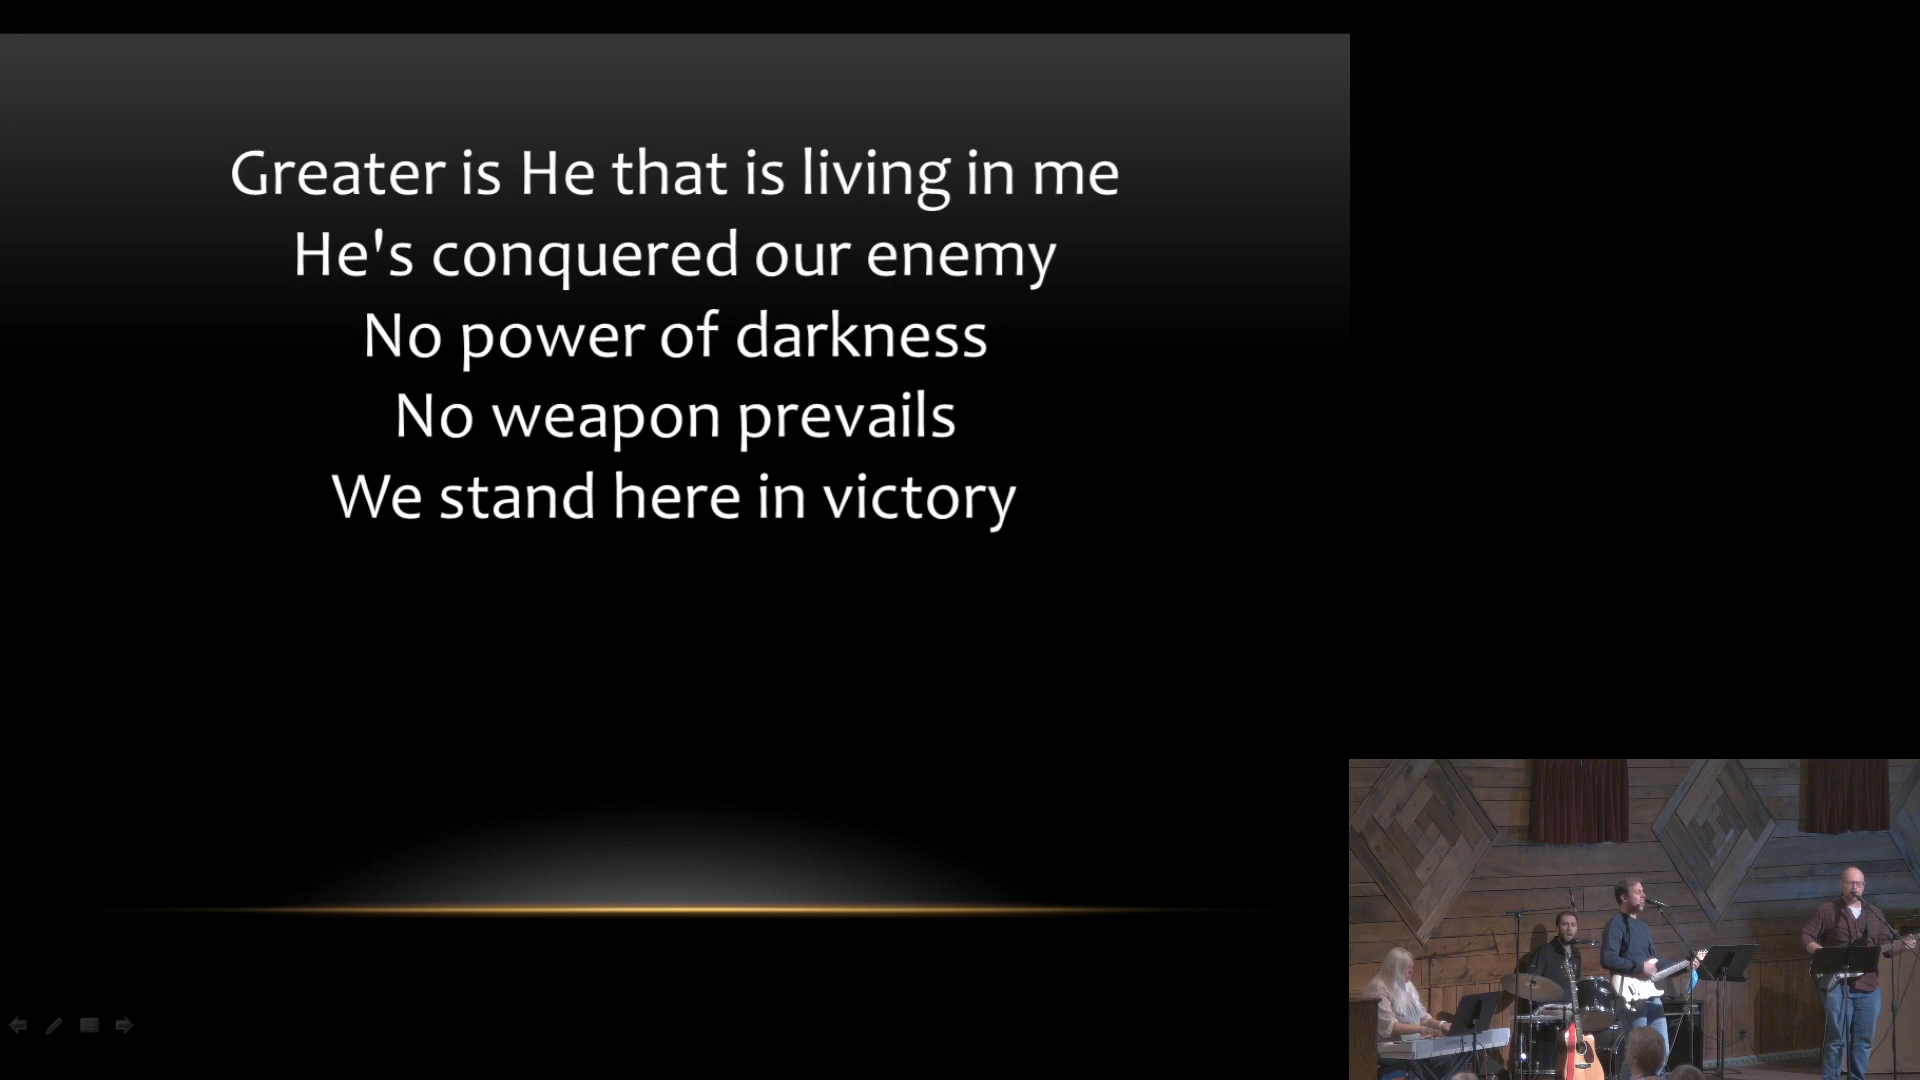 Greater is He that is living in me
He's conquered our enemy
No power of darkness
No weapon prevails
We stand here in victory